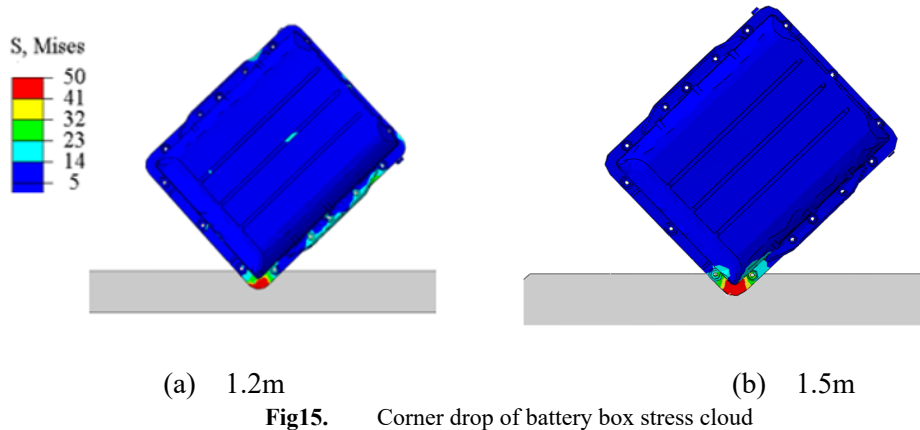 S, Mises
50
41
32
23
14
5
(a) 1.2m
(b) 1.5m
Fig15. Corner drop of battery box stress cloud